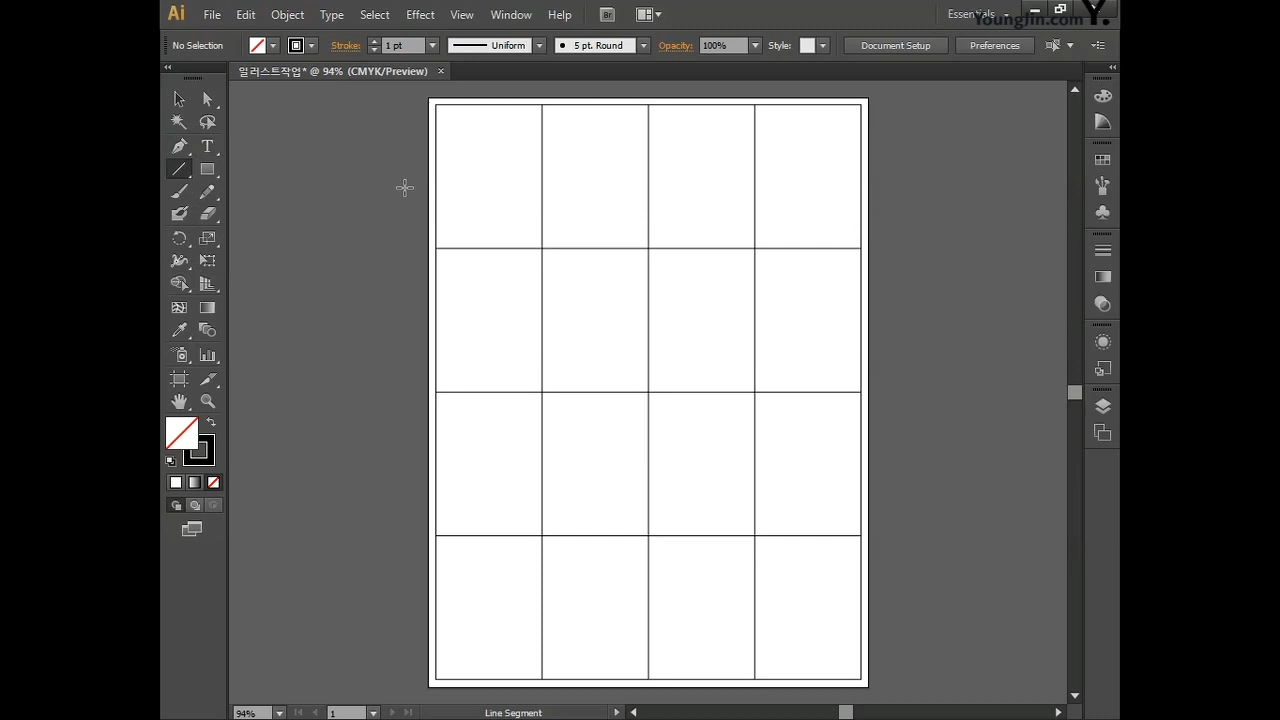 Ai File Edit Object Type Select Effect View Window Help Br Essentials
YoungJin.com Y.
No Selection Stroke: 1 pt Uniform 5 pt. Round Opacity: 100% Style: Document Setup Preferences
일러스트작업* @ 94% (CMYK/Preview) ×
T
94% 1 Line Segment